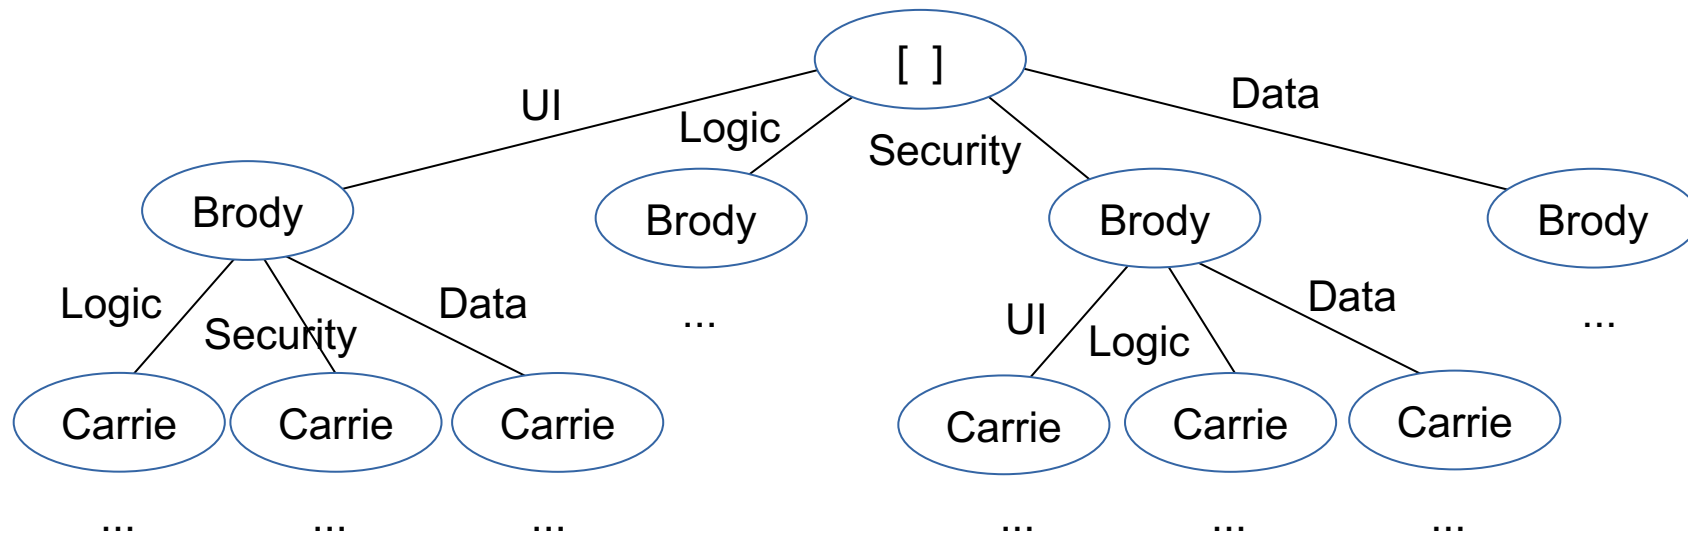 [ ]
UI
Logic
Security
Data
Brody
Brody
Brody
Brody
Logic
Security
Data
...
UI
Logic
Data
...
Carrie
Carrie
Carrie
Carrie
Carrie
Carrie
...
...
...
...
...
...